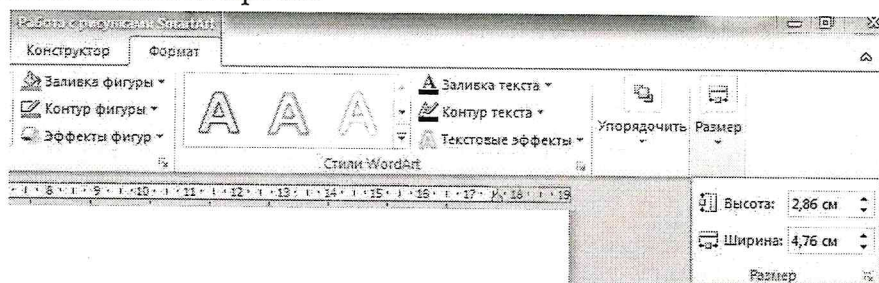 Работа с рисунками SmartArt
Конструктор Формат
Заливка фигуры
Контур фигуры
Эффекты фигур
A A A
A Заливка текста
Контур текста
A Текстовые эффекты
Стили WordArt
Упорядочить
Размер
8 9 10 11 12 13 14 15 16 17 18 19
Высота: 2,86 см
Ширина: 4,76 см
Размер